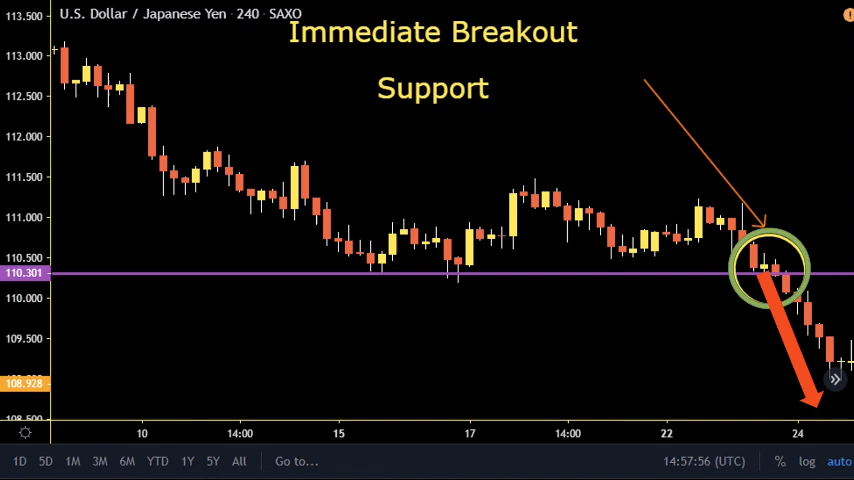 U.S. Dollar / Japanese Yen · 240 · SAXO
Immediate Breakout
Support
113.500
113.000
112.500
112.000
111.500
111.000
110.500
110.301
110.000
109.500
108.928
108.500
10 14:00 15 17 14:00 22 24
1D 5D 1M 3M 6M YTD 1Y 5Y All Go to... 14:57:56 (UTC) % log auto